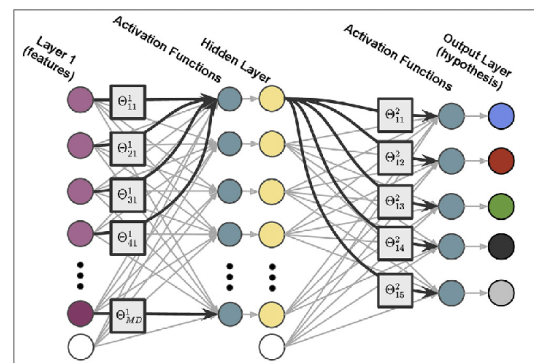 Layer 1
(features)
Activation Functions
Hidden Layer
Activation Functions
Output Layer
(hypothesis)
Θ¹₁₁
Θ¹₂₁
Θ¹₃₁
Θ¹₄₁
Θ¹MD
Θ²₁₁
Θ²₁₂
Θ²₁₃
Θ²₁₄
Θ²₁₅